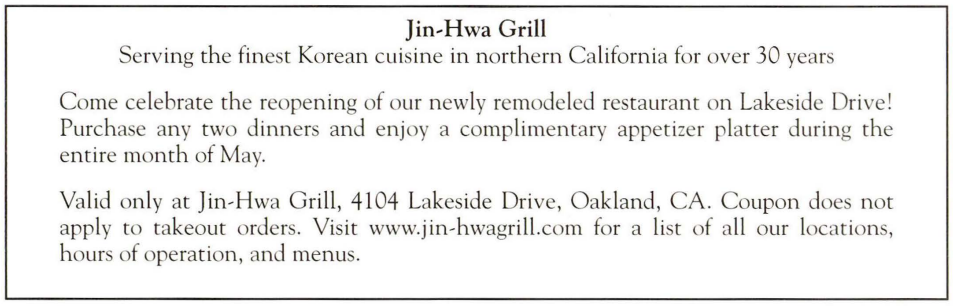 Jin-Hwa Grill
Serving the finest Korean cuisine in northern California for over 30 years
Come celebrate the reopening of our newly remodeled restaurant on Lakeside Drive!
Purchase any two dinners and enjoy a complimentary appetizer platter during the
entire month of May.
Valid only at Jin-Hwa Grill, 4104 Lakeside Drive, Oakland, CA. Coupon does not
apply to takeout orders. Visit www.jin-hwagrill.com for a list of all our locations,
hours of operation, and menus.